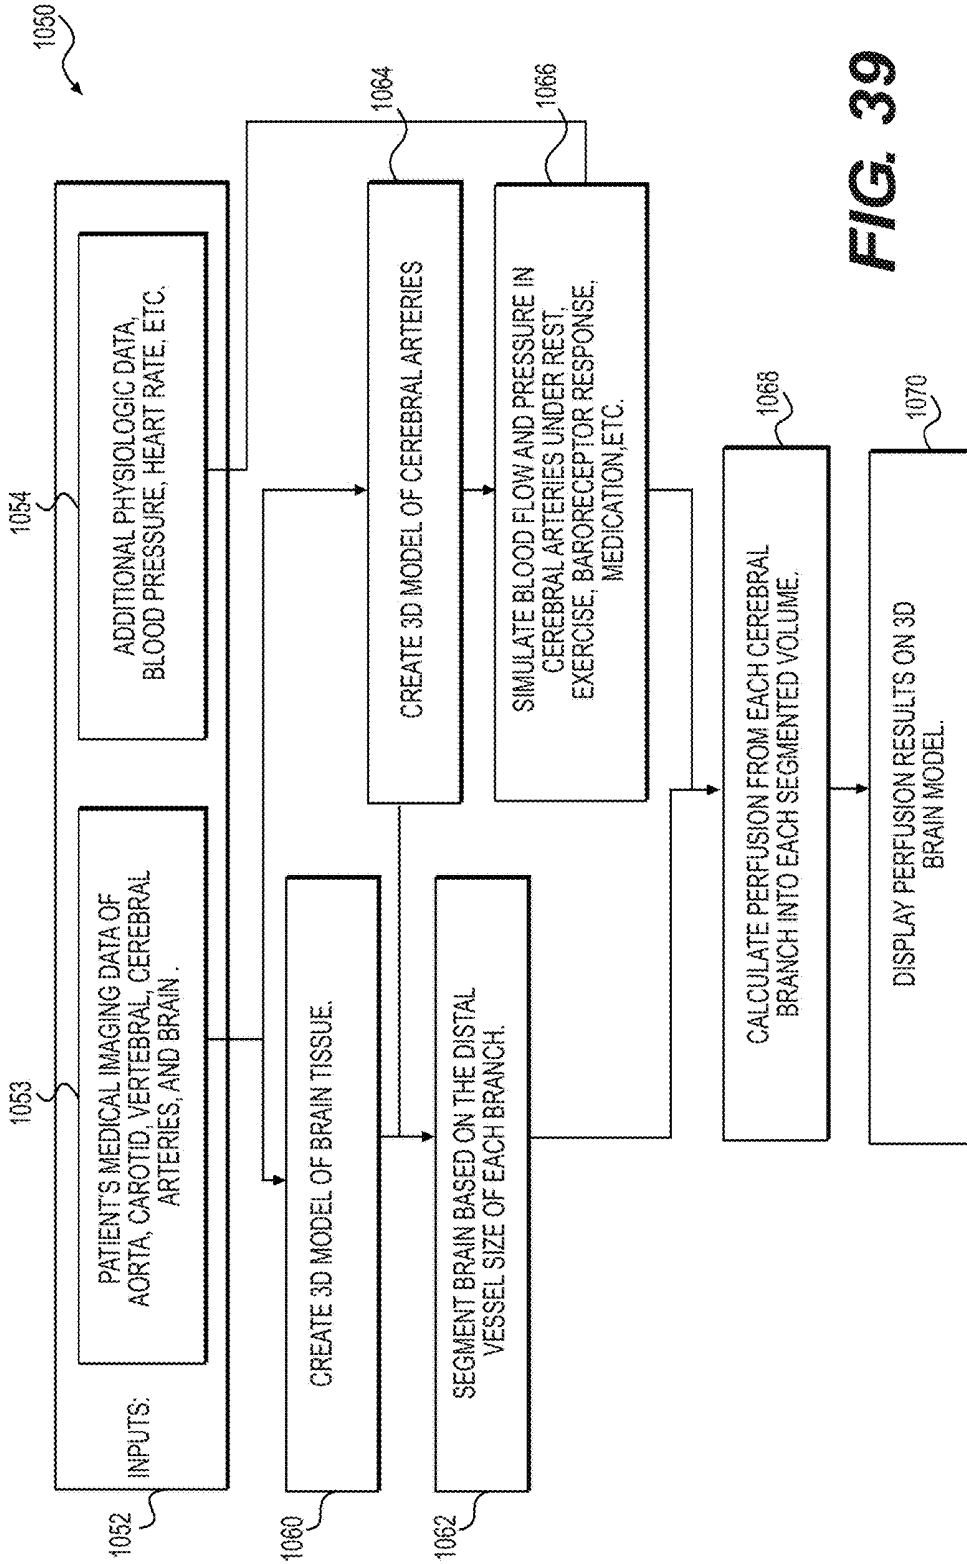 1050
1052
INPUTS:
1053
PATIENT'S MEDICAL IMAGING DATA OF
AORTA, CAROTID, VERTEBRAL, CEREBRAL
ARTERIES, AND BRAIN.
1054
ADDITIONAL PHYSIOLOGIC DATA,
BLOOD PRESSURE, HEART RATE, ETC.
1060
CREATE 3D MODEL OF BRAIN TISSUE.
1064
CREATE 3D MODEL OF CEREBRAL ARTERIES
1062
SEGMENT BRAIN BASED ON THE DISTAL
VESSEL SIZE OF EACH BRANCH.
1066
SIMULATE BLOOD FLOW AND PRESSURE IN
CEREBRAL ARTERIES UNDER REST,
EXERCISE, BARORECEPTOR RESPONSE,
MEDICATION,ETC.
1068
CALCULATE PERFUSION FROM EACH CEREBRAL
BRANCH INTO EACH SEGMENTED VOLUME.
1070
DISPLAY PERFUSION RESULTS ON 3D
BRAIN MODEL.
FIG. 39